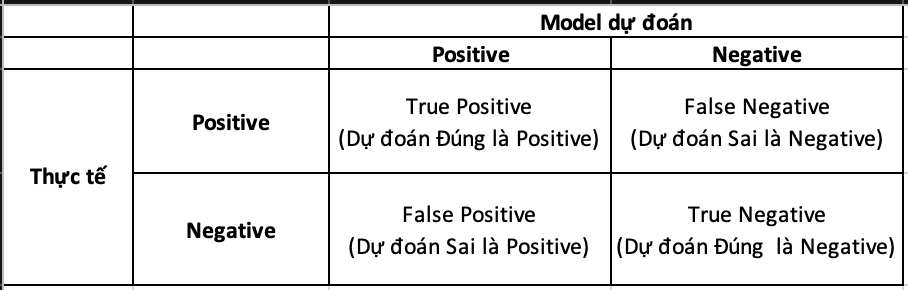 Model dự đoán
Positive
Negative
Thực tế
Positive
True Positive
(Dự đoán Đúng là Positive)
False Negative
(Dự đoán Sai là Negative)
Negative
False Positive
(Dự đoán Sai là Positive)
True Negative
(Dự đoán Đúng  là Negative)